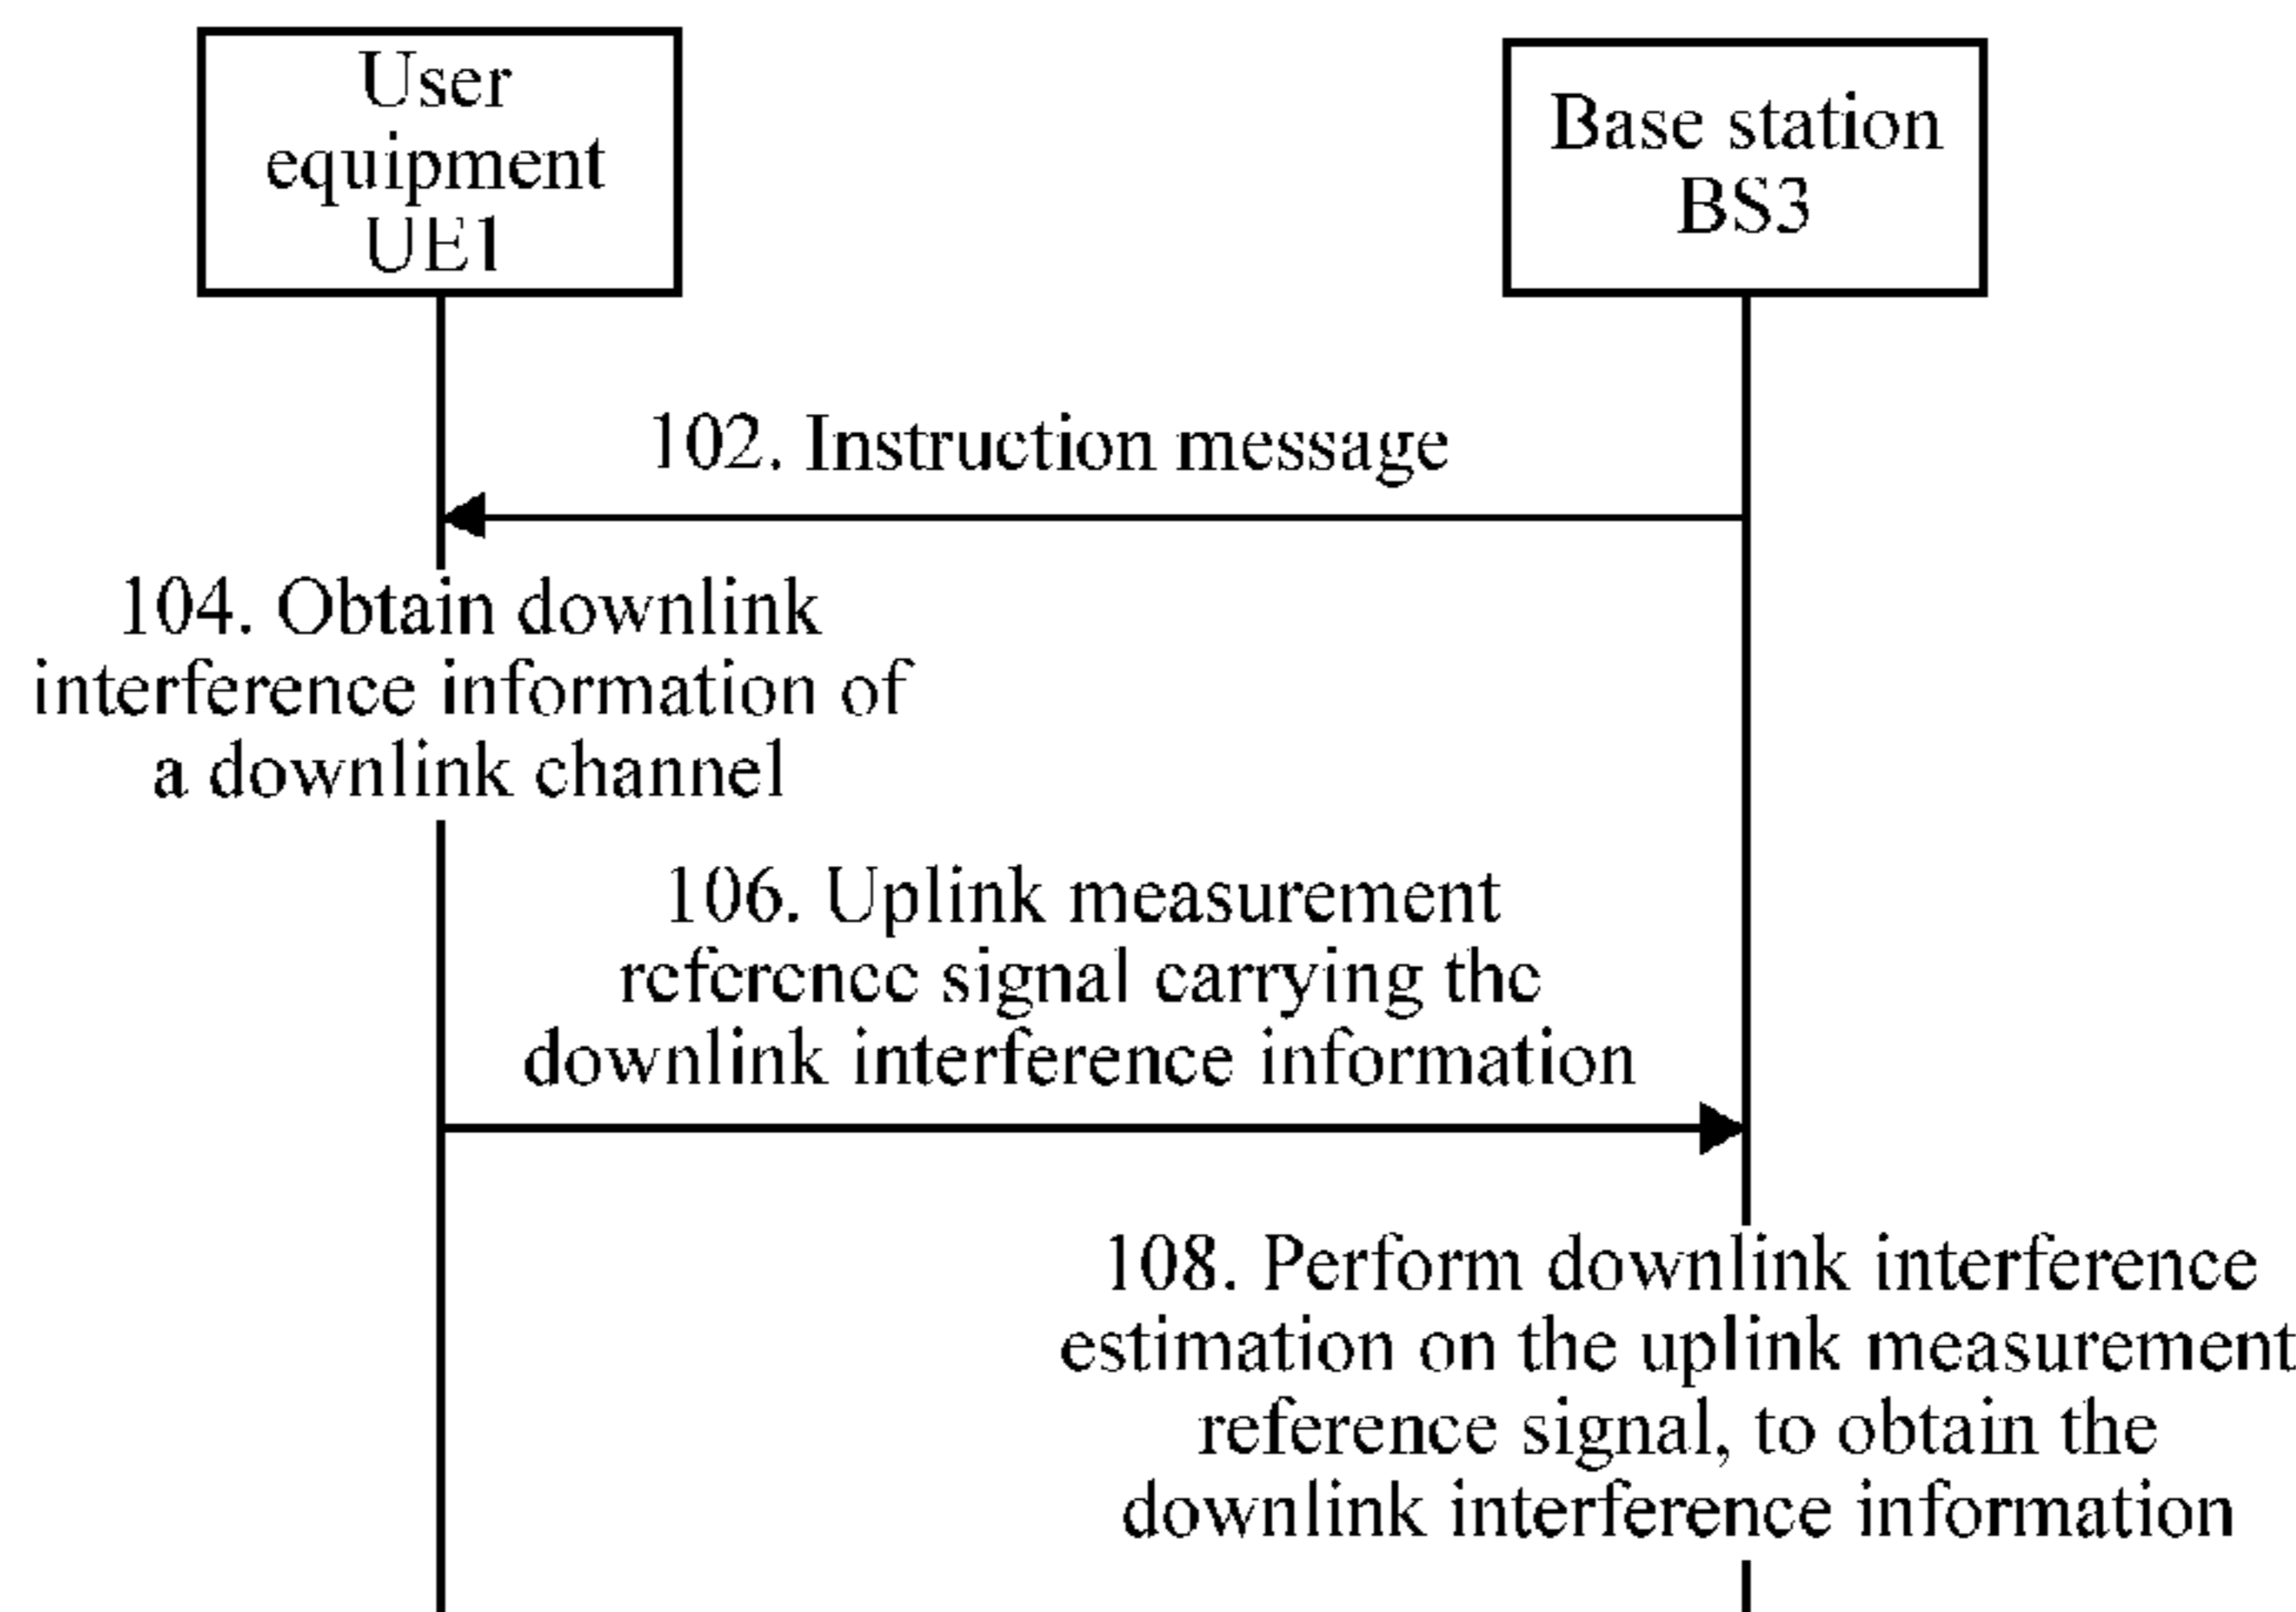 User
equipment
UE1
Base station
BS3
102. Instruction message
104. Obtain downlink
interference information of
a downlink channel
106. Uplink measurement
reference signal carrying the
downlink interference information
108. Perform downlink interference
estimation on the uplink measurement
reference signal, to obtain the
downlink interference information